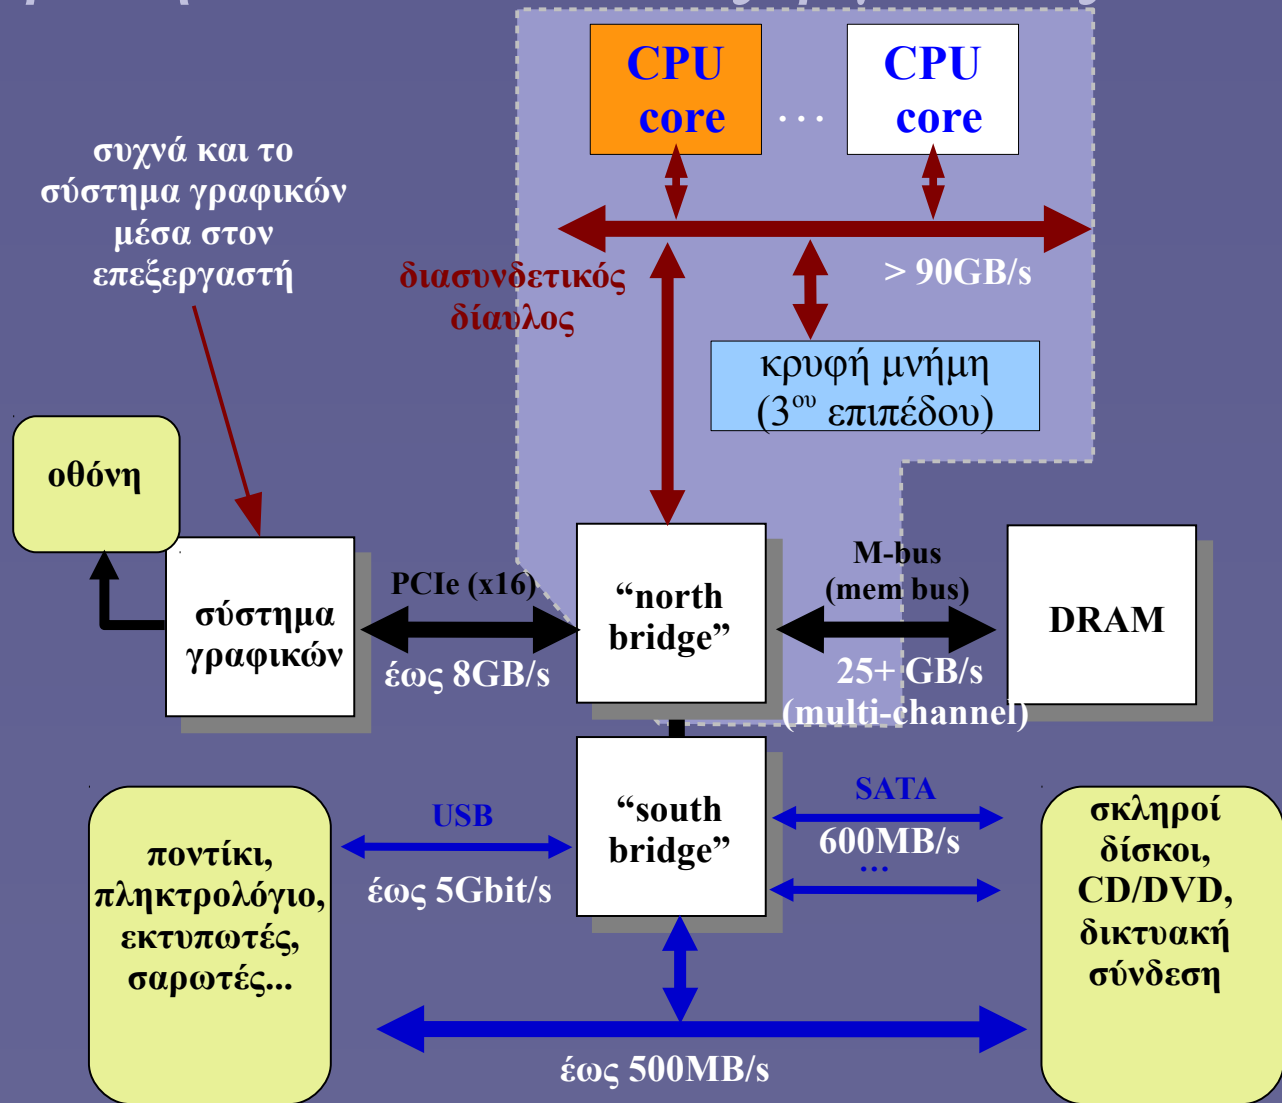 CPU
core
...
CPU
core
συχνά και το
σύστημα γραφικών
μέσα στον
επεξεργαστή
διασυνδετικός
δίαυλος
> 90GB/s
κρυφή μνήμη
(3ου επιπέδου)
οθόνη
σύστημα
γραφικών
PCIe (x16)
έως 8GB/s
“north
bridge”
M-bus
(mem bus)
25+ GB/s
(multi-channel)
DRAM
“south
bridge”
USB
έως 5Gbit/s
SATA
600MB/s
...
ποντίκι,
πληκτρολόγιο,
εκτυπωτές,
σαρωτές...
σκληροί
δίσκοι,
CD/DVD,
δικτυακή
σύνδεση
έως 500MB/s